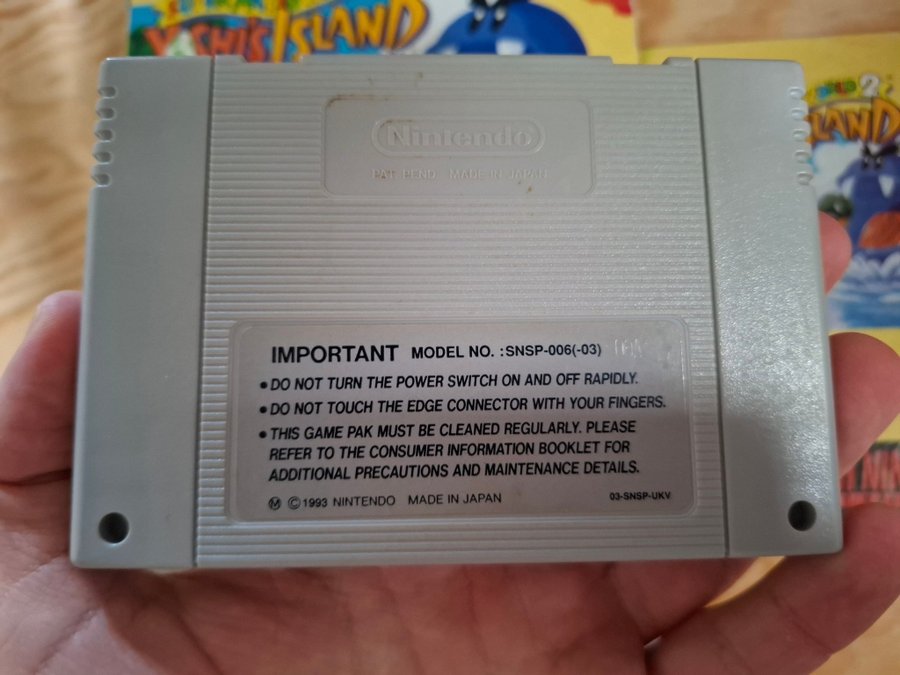 YOSHI'S ISLAND
LAND
Nintendo
PAT. PEND. MADE IN JAPAN
IMPORTANT MODEL NO. :SNSP-006(-03)
• DO NOT TURN THE POWER SWITCH ON AND OFF RAPIDLY.
• DO NOT TOUCH THE EDGE CONNECTOR WITH YOUR FINGERS.
• THIS GAME PAK MUST BE CLEANED REGULARLY. PLEASE
REFER TO THE CONSUMER INFORMATION BOOKLET FOR
ADDITIONAL PRECAUTIONS AND MAINTENANCE DETAILS.
Ⓜ ©1993 NINTENDO MADE IN JAPAN 03-SNSP-UKV